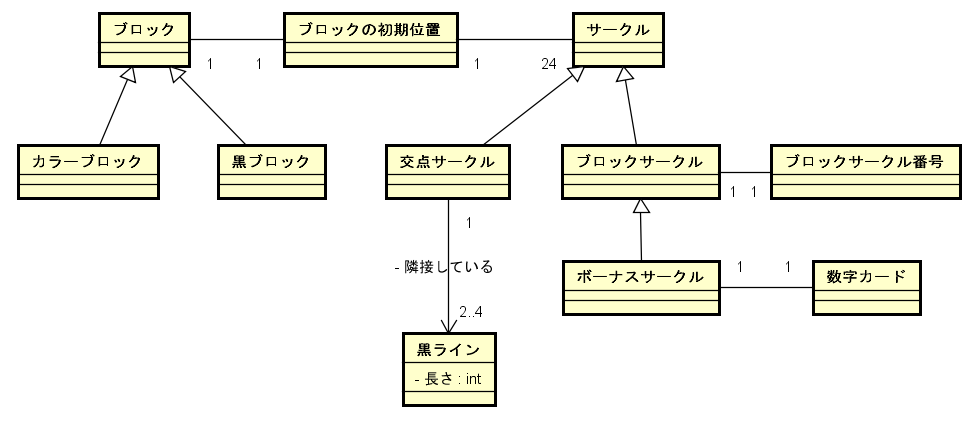 ブロック
ブロックの初期位置
サークル
1
1
1
24
カラーブロック
黒ブロック
交点サークル
ブロックサークル
ブロックサークル番号
1
1
1
- 隣接している
2..4
ボーナスサークル
1
1
数字カード
黒ライン
- 長さ : int